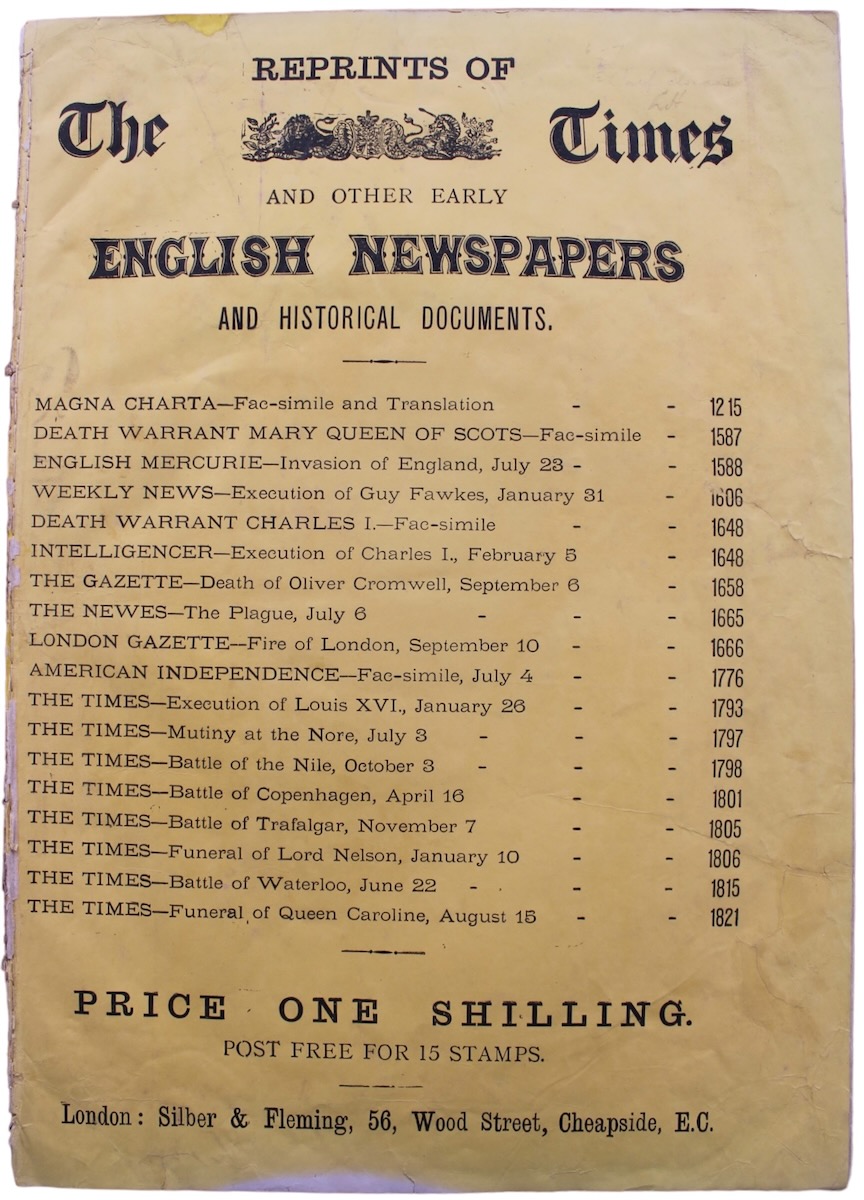 REPRINTS OF
The Times
AND OTHER EARLY
ENGLISH NEWSPAPERS
AND HISTORICAL DOCUMENTS.
MAGNA CHARTA—Fac-simile and Translation - - 1215
DEATH WARRANT MARY QUEEN OF SCOTS—Fac-simile - 1587
ENGLISH MERCURIE—Invasion of England, July 23 - - 1588
WEEKLY NEWS—Execution of Guy Fawkes, January 31 - 1606
DEATH WARRANT CHARLES I.—Fac-simile - - 1648
INTELLIGENCER—Execution of Charles I., February 5 - 1648
THE GAZETTE—Death of Oliver Cromwell, September 6 - 1658
THE NEWES—The Plague, July 6 - - - 1665
LONDON GAZETTE—Fire of London, September 10 - - 1666
AMERICAN INDEPENDENCE—Fac-simile, July 4 - - 1776
THE TIMES—Execution of Louis XVI., January 26 - - 1793
THE TIMES—Mutiny at the Nore, July 3 - - - 1797
THE TIMES—Battle of the Nile, October 3 - - - 1798
THE TIMES—Battle of Copenhagen, April 16 - - 1801
THE TIMES—Battle of Trafalgar, November 7 - - 1805
THE TIMES—Funeral of Lord Nelson, January 10 - - 1806
THE TIMES—Battle of Waterloo, June 22 - - - 1815
THE TIMES—Funeral of Queen Caroline, August 15 - - 1821
PRICE ONE SHILLING.
POST FREE FOR 15 STAMPS.
London: Silber & Fleming, 56, Wood Street, Cheapside, E.C.